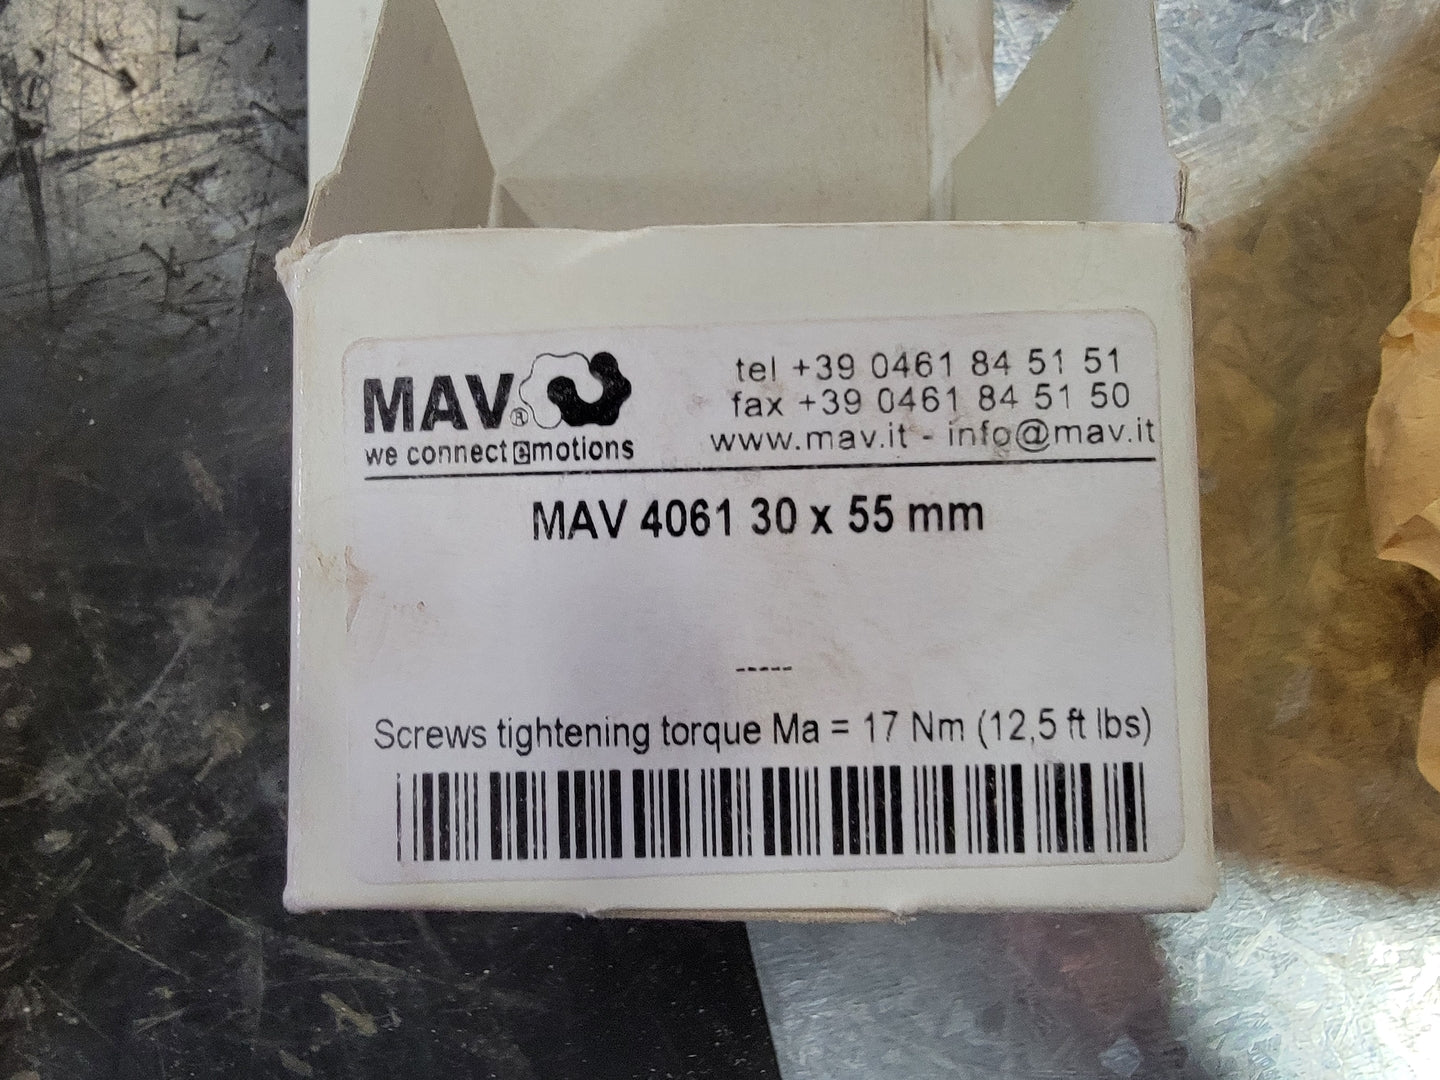 MAV®
we connect emotions
tel +39 0461 84 51 51
fax +39 0461 84 51 50
www.mav.it - info@mav.it
MAV 4061 30 x 55 mm
-----
Screws tightening torque Ma = 17 Nm (12,5 ft lbs)